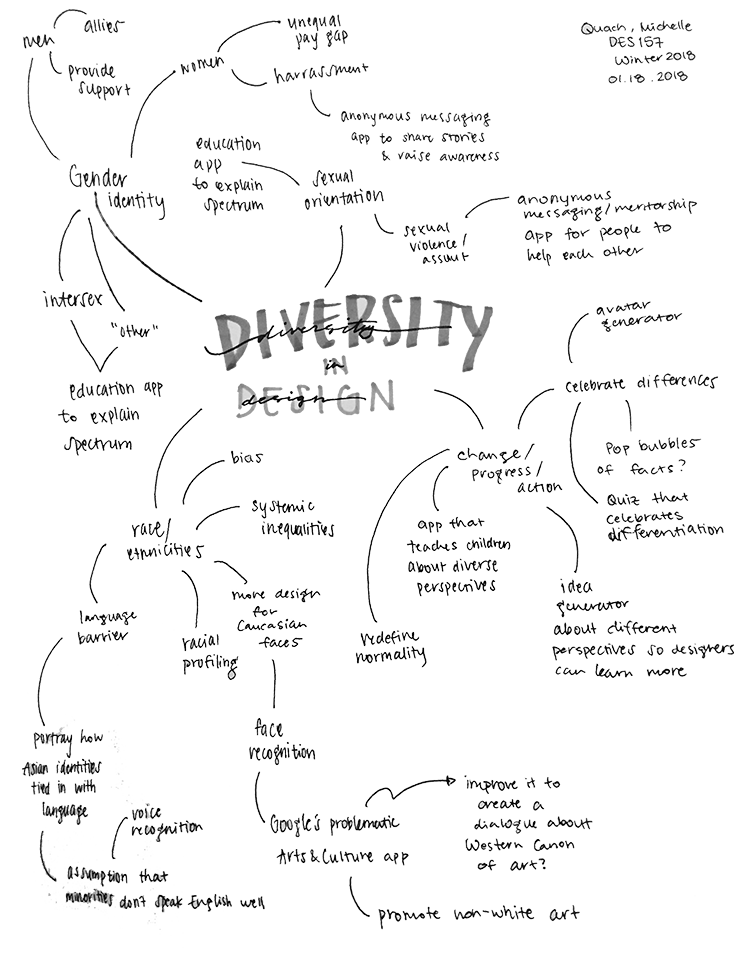 Quach, Michelle
DES 157
Winter 2018
01.18.2018
men
allies
provide
support
women
unequal
pay gap
harrassment
anonymous messaging
app to share stories
& raise awareness
Gender
identity
intersex
"other"
education app
to explain
spectrum
education
app
to explain
spectrum
sexual
orientation
sexual
violence/
assault
anonymous
messaging/mentorship
app for people to
help each other
DIVERSITY
diversity
IN
in
DESIGN
design
change/
progress/
action
celebrate differences
avatar
generator
Pop bubbles
of facts?
Quiz that
celebrates
differentiation
idea
generator
about different
perspectives so designers
can learn more
app that
teaches children
about diverse
perspectives
redefine
normality
race/
ethnicities
bias
systemic
inequalities
more design
for
Caucasian
faces
racial
profiling
language
barrier
portray how
Asian identities
tied in with
language
voice
recognition
assumption that
minorities don't speak English well
face
recognition
Google's problematic
Arts & Culture app
improve it to
create a
dialogue about
Western Canon
of art?
promote non-white art